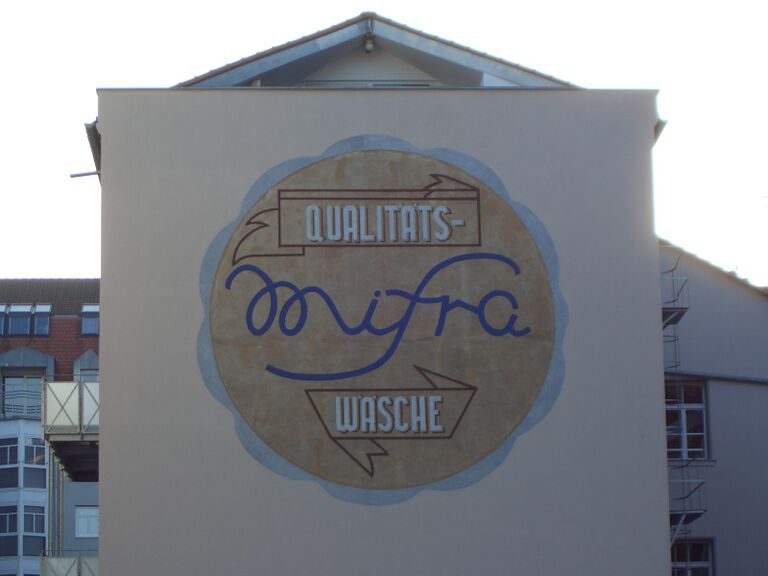 QUALITÄTS-
mifra
WÄSCHE